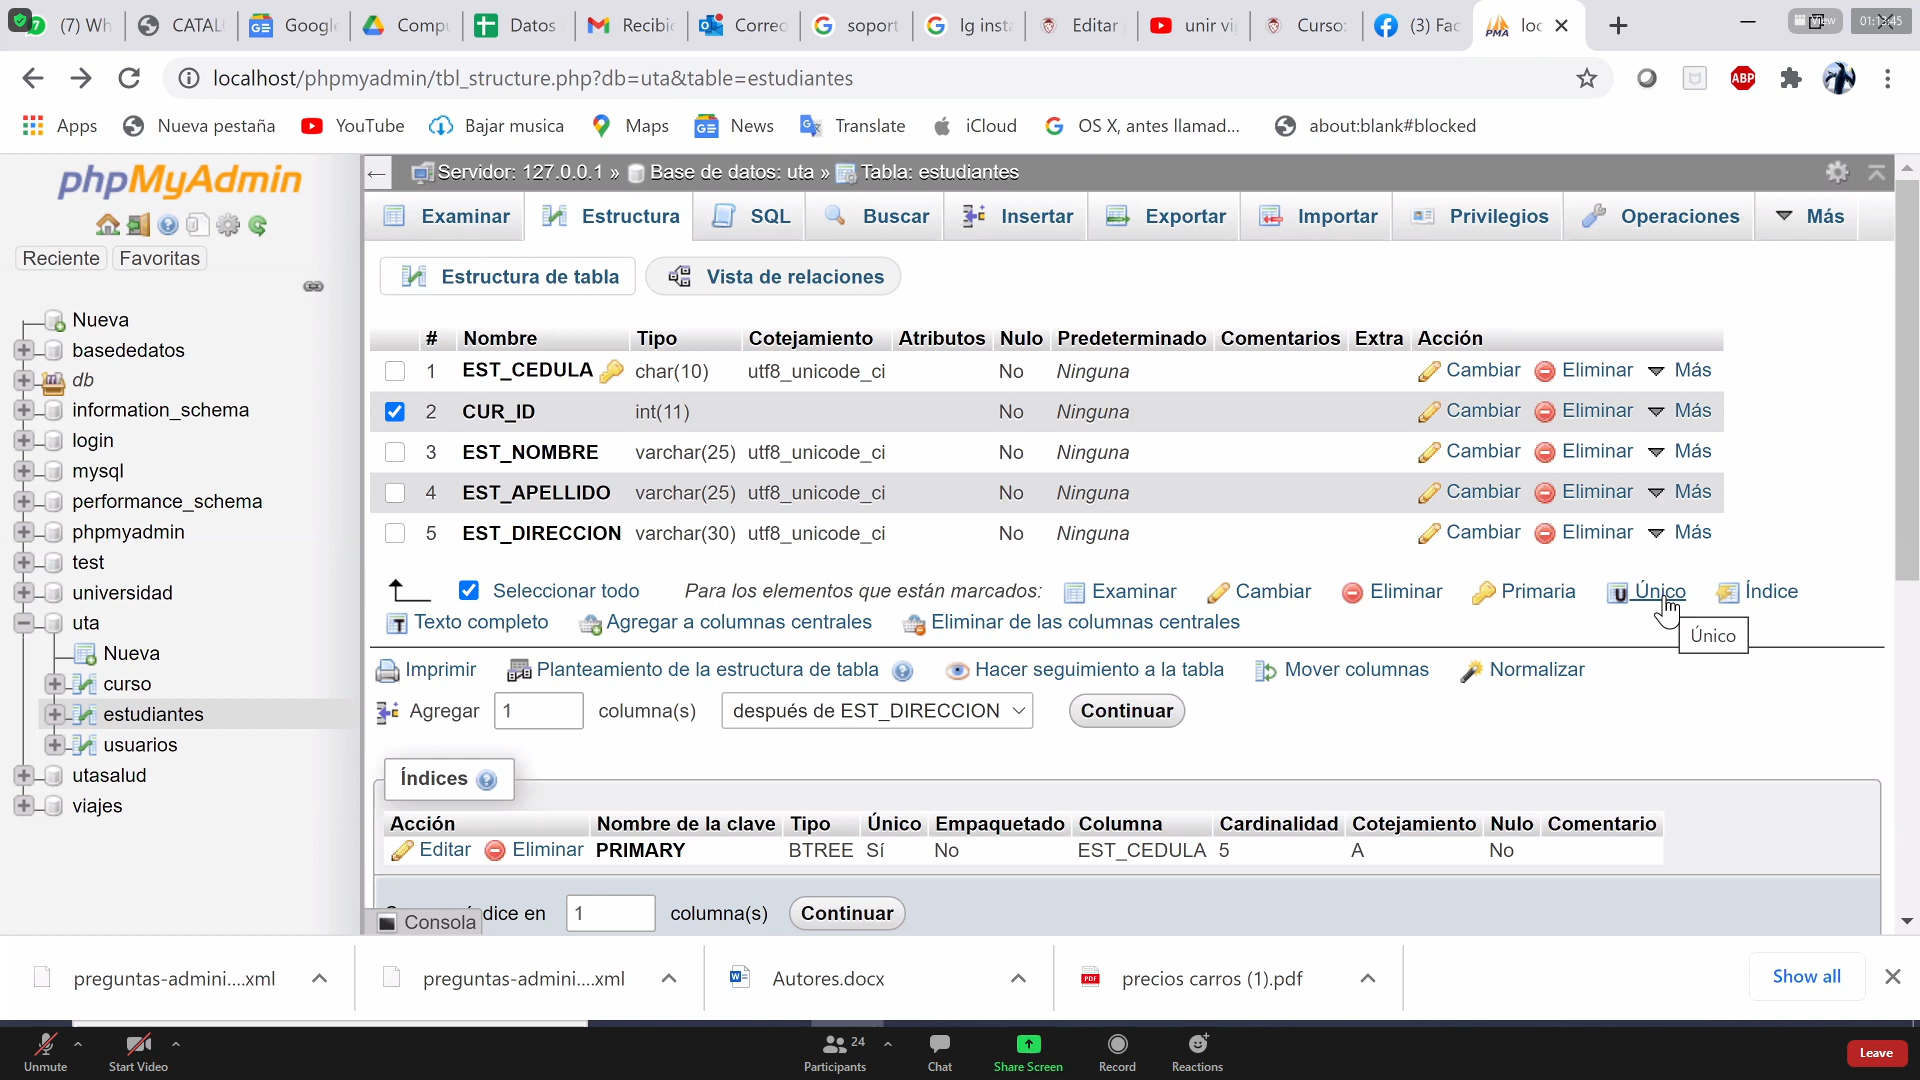 (7) Wh
CATAL
Google
Compu
Datos
Recibid
Correo
soport
lg insta
Editar
unir vi
Curso:
(3) Fac
loc
View
01:13:45
localhost/phpmyadmin/tbl_structure.php?db=uta&table=estudiantes
ABP
Apps
Nueva pestaña
YouTube
Bajar musica
Maps
News
Translate
iCloud
OS X, antes llamad...
about:blank#blocked
phpMyAdmin
Reciente Favoritas
Nueva
basededatos
db
information_schema
login
mysql
performance_schema
phpmyadmin
test
universidad
uta
Nueva
curso
estudiantes
usuarios
utasalud
viajes
Servidor: 127.0.0.1 » Base de datos: uta » Tabla: estudiantes
Examinar Estructura SQL Buscar Insertar Exportar Importar Privilegios Operaciones Más
Estructura de tabla Vista de relaciones
# Nombre Tipo Cotejamiento Atributos Nulo Predeterminado Comentarios Extra Acción
1 EST_CEDULA char(10) utf8_unicode_ci No Ninguna Cambiar Eliminar Más
2 CUR_ID int(11) No Ninguna Cambiar Eliminar Más
3 EST_NOMBRE varchar(25) utf8_unicode_ci No Ninguna Cambiar Eliminar Más
4 EST_APELLIDO varchar(25) utf8_unicode_ci No Ninguna Cambiar Eliminar Más
5 EST_DIRECCION varchar(30) utf8_unicode_ci No Ninguna Cambiar Eliminar Más
Seleccionar todo Para los elementos que están marcados: Examinar Cambiar Eliminar Primaria Único Índice
Texto completo Agregar a columnas centrales Eliminar de las columnas centrales
Único
Imprimir Planteamiento de la estructura de tabla Hacer seguimiento a la tabla Mover columnas Normalizar
Agregar 1 columna(s) después de EST_DIRECCION Continuar
Índices
Acción Nombre de la clave Tipo Único Empaquetado Columna Cardinalidad Cotejamiento Nulo Comentario
Editar Eliminar PRIMARY BTREE Sí No EST_CEDULA 5 A No
dice en 1 columna(s) Continuar
Consola
preguntas-admini....xml
preguntas-admini....xml
Autores.docx
precios carros (1).pdf
Show all
Unmute
Start Video
24
Participants
Chat
Share Screen
Record
Reactions
Leave